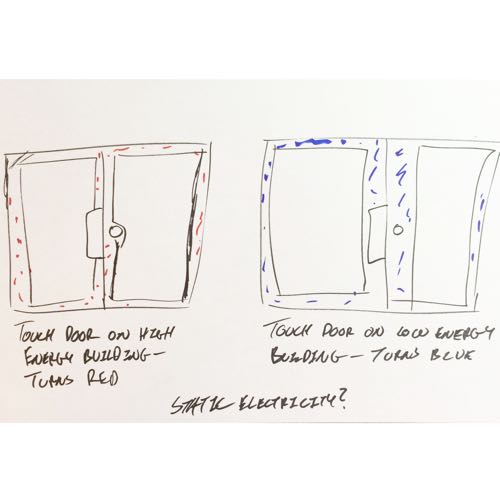 TOUCH DOOR ON HIGH
ENERGY BUILDING—
TURNS RED
TOUCH DOOR ON LOW ENERGY
BUILDING— TURNS BLUE
STATIC ELECTRICITY?